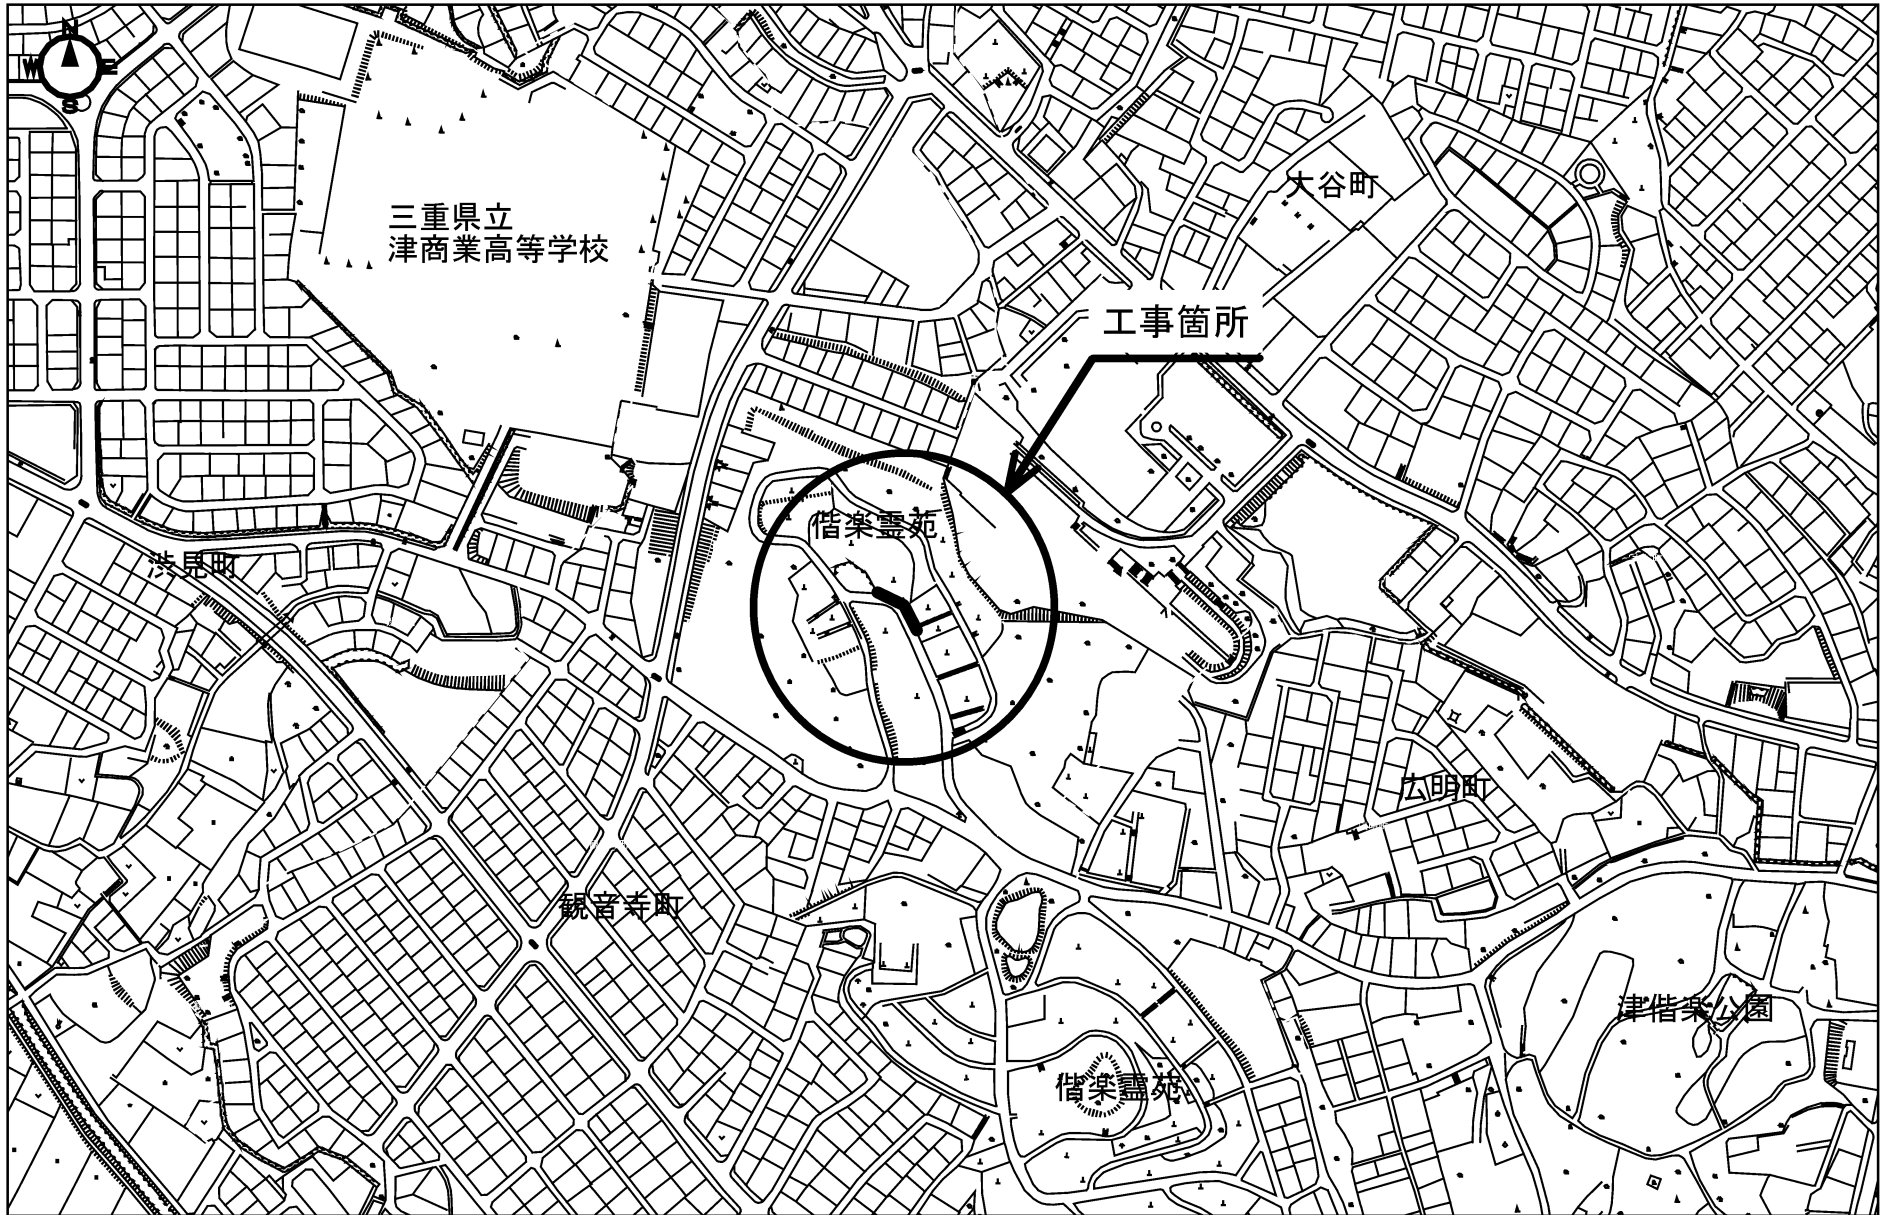 N
W E
S
大谷町
三重県立
津商業高等学校
工事箇所
偕楽霊苑
渋見町
広明町
観音寺町
津偕楽公園
偕楽霊苑